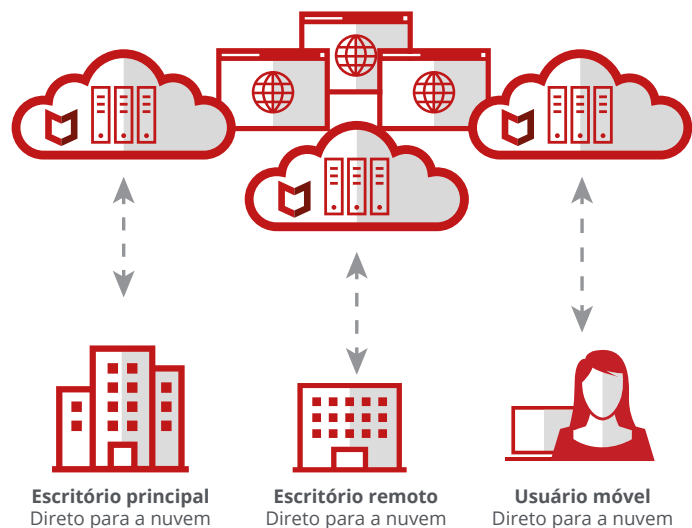 Escritório principal
Direto para a nuvem
Escritório remoto
Direto para a nuvem
Usuário móvel
Direto para a nuvem